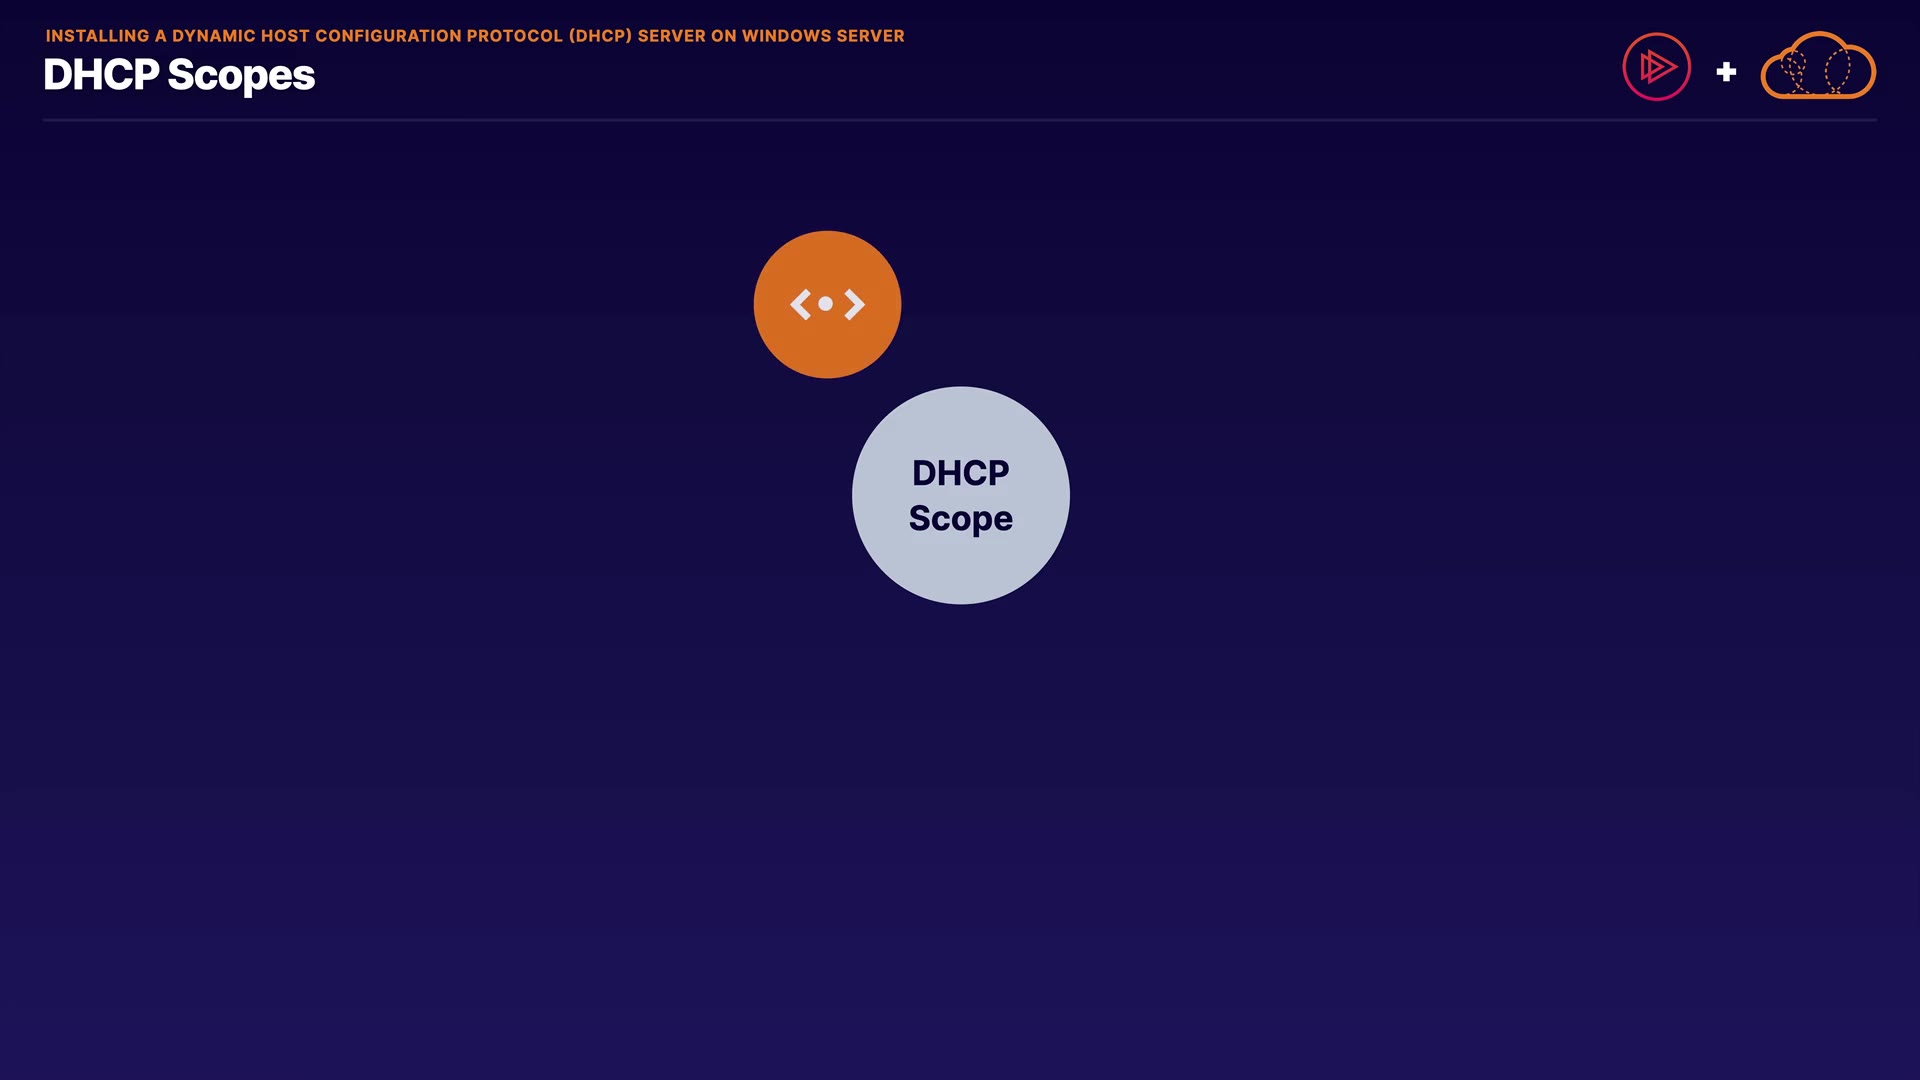 INSTALLING A DYNAMIC HOST CONFIGURATION PROTOCOL (DHCP) SERVER ON WINDOWS SERVER
DHCP Scopes
DHCP
Scope